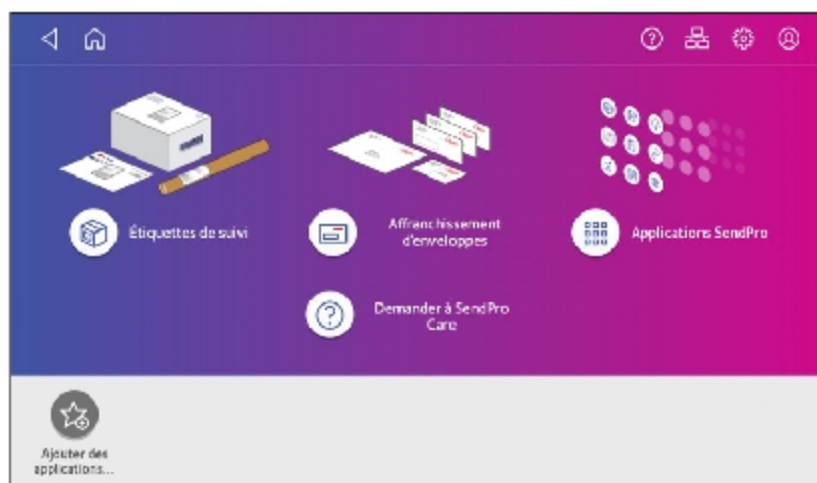 Étiquettes de suivi
Affranchissement
d'enveloppes
Applications SendPro
Demander à SendPro
Care
Ajouter des
applications...